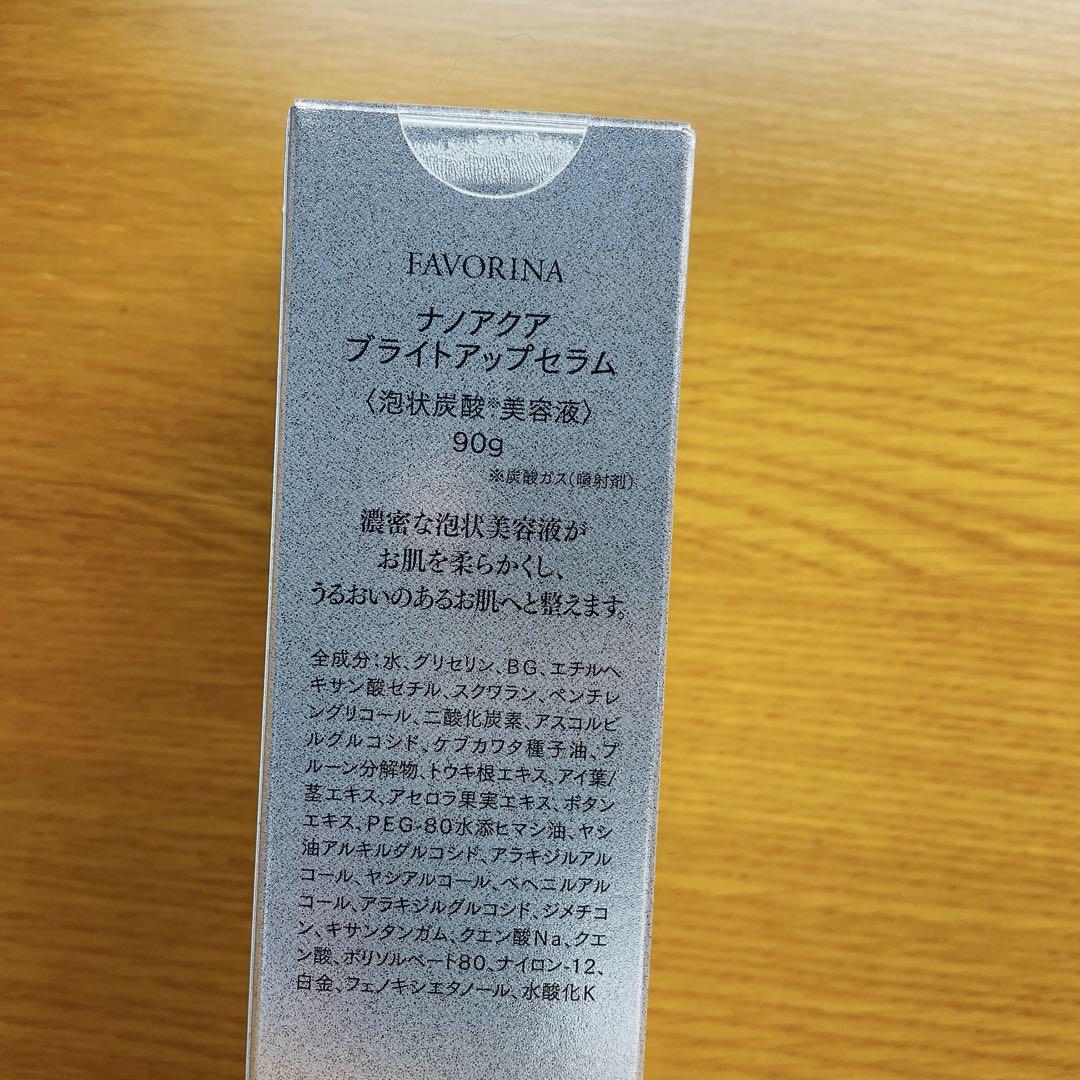 FAVORINA
ナノアクア
ブライトアップセラム
〈泡状炭酸※美容液〉
90g
※炭酸ガス(噴射剤)
濃密な泡状美容液が
お肌を柔らかくし、
うるおいのあるお肌へと整えます。
全成分:水、グリセリン、BG、エチルヘ
キサン酸セチル、スクワラン、ペンチレ
ングリコール、二酸化炭素、アスコルビ
ルグルコシド、ケブカワタ種子油、プ
ルーン分解物、トウキ根エキス、アイ葉/
茎エキス、アセロラ果実エキス、ボタン
エキス、PEG-80水添ヒマシ油、ヤシ
油アルキルグルコシド、アラキジルアル
コール、ヤシアルコール、ベヘニルアル
コール、アラキジルグルコシド、ジメチコ
ン、キサンタンガム、クエン酸Na、クエ
ン酸、ポリソルベート80、ナイロン-12、
白金、フェノキシエタノール、水酸化K